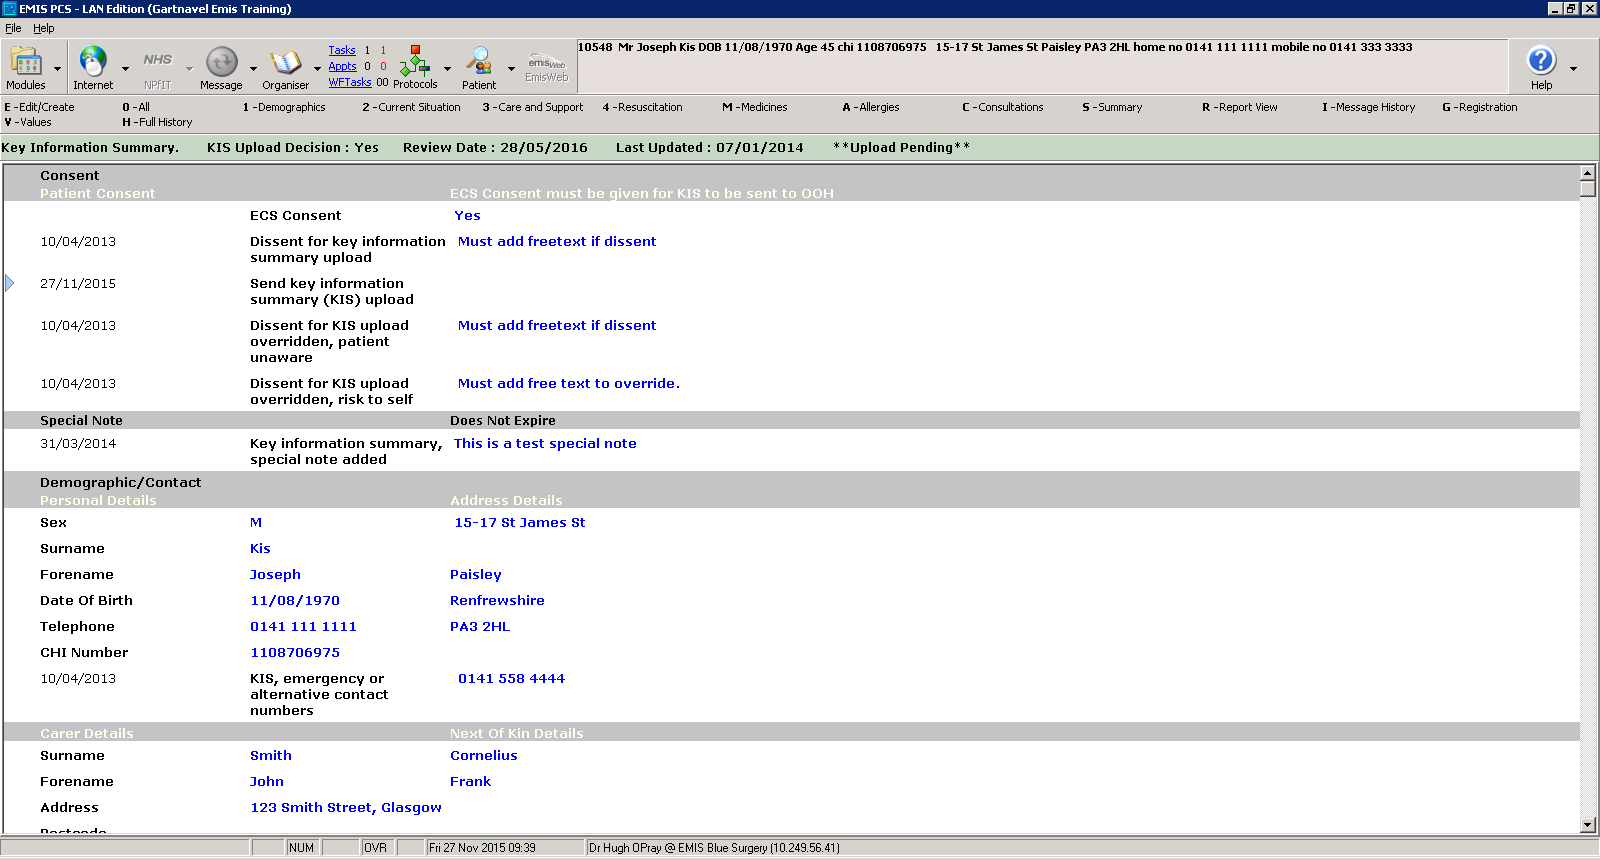 EMIS PCS - LAN Edition (Gartnavel Emis Training)
File Help
Modules Internet NHS NPfIT Message Organiser Tasks 1 1 Appts 0 0 WFTasks 00 Protocols Patient emisWeb EmisWeb
10548 Mr Joseph Kis DOB 11/08/1970 Age 45 chi 1108706975 15-17 St James St Paisley PA3 2HL home no 0141 111 1111 mobile no 0141 333 3333
Help
E -Edit/Create 0 -All 1 -Demographics 2 -Current Situation 3 -Care and Support 4 -Resuscitation M -Medicines A -Allergies C -Consultations S -Summary R -Report View I -Message History G -Registration
V -Values H -Full History
Key Information Summary. KIS Upload Decision : Yes Review Date : 28/05/2016 Last Updated : 07/01/2014 **Upload Pending**
Consent
Patient Consent ECS Consent must be given for KIS to be sent to OOH
ECS Consent Yes
10/04/2013 Dissent for key information Must add freetext if dissent
summary upload
27/11/2015 Send key information
summary (KIS) upload
10/04/2013 Dissent for KIS upload Must add freetext if dissent
overridden, patient
unaware
10/04/2013 Dissent for KIS upload Must add free text to override.
overridden, risk to self
Special Note Does Not Expire
31/03/2014 Key information summary, This is a test special note
special note added
Demographic/Contact
Personal Details Address Details
Sex M 15-17 St James St
Surname Kis
Forename Joseph Paisley
Date Of Birth 11/08/1970 Renfrewshire
Telephone 0141 111 1111 PA3 2HL
CHI Number 1108706975
10/04/2013 KIS, emergency or 0141 558 4444
alternative contact
numbers
Carer Details Next Of Kin Details
Surname Smith Cornelius
Forename John Frank
Address 123 Smith Street, Glasgow
Postcode
NUM OVR Fri 27 Nov 2015 09:39 Dr Hugh OPray @ EMIS Blue Surgery (10.249.56.41)